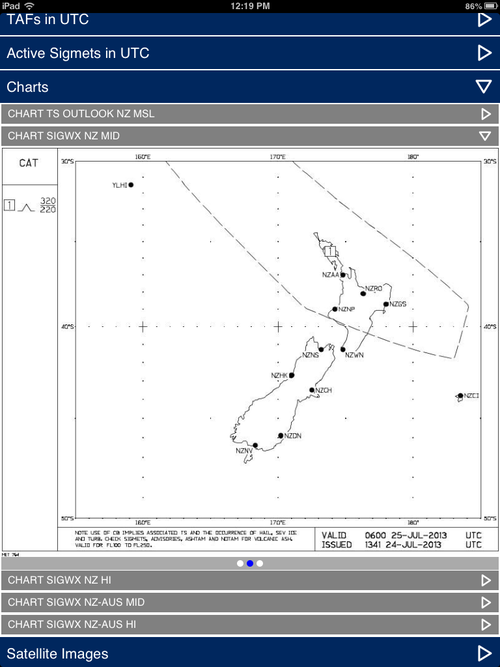 iPad 12:19 PM 86%
TAFs in UTC
Active Sigmets in UTC
Charts
CHART TS OUTLOOK NZ MSL
CHART SIGWX NZ MID
CAT
1 320
220
160°E 170°E 180°
30°S 30°S
YLHI
1
NZAA
NZRO
NZGS
NZNP
40°S 40°S
NZNS NZWN
NZHK
NZCH
NZCI
NZDN
NZNV
50°S 50°S
160°E 170°E 180°
NOTE USE OF CB IMPLIES ASSOCIATED TS AND THE OCCURRENCE OF HAIL, SEV ICE
AND TURB. CHECK SIGMETS, ADVISORIES, ASHTAM AND NOTAM FOR VOLCANIC ASH.
VALID FOR FL100 TO FL250.
VALID 0600 25-JUL-2013 UTC
ISSUED 1341 24-JUL-2013 UTC
CHART SIGWX NZ HI
CHART SIGWX NZ-AUS MID
CHART SIGWX NZ-AUS HI
Satellite Images